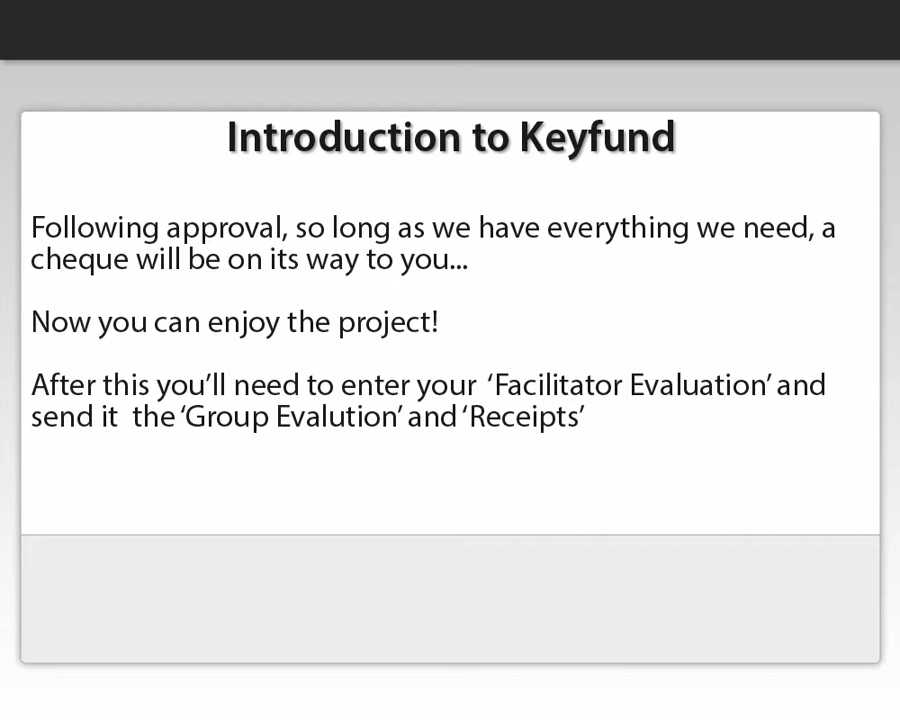 Introduction to Keyfund
Following approval, so long as we have everything we need, a
cheque will be on its way to you...
Now you can enjoy the project!
After this you’ll need to enter your ‘Facilitator Evaluation’ and
send it the ‘Group Evalution’ and ‘Receipts’